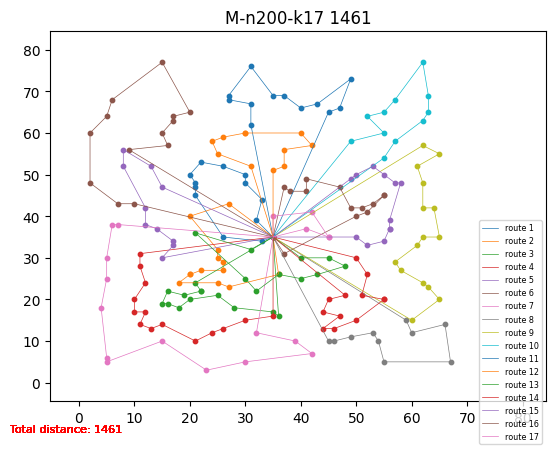 M-n200-k17 1461
80
70
60
50
40
30
20
10
0
0 10 20 30 40 50 60 70 80
route 1
route 2
route 3
route 4
route 5
route 6
route 7
route 8
route 9
route 10
route 11
route 12
route 13
route 14
route 15
route 16
route 17
Total distance: 1461